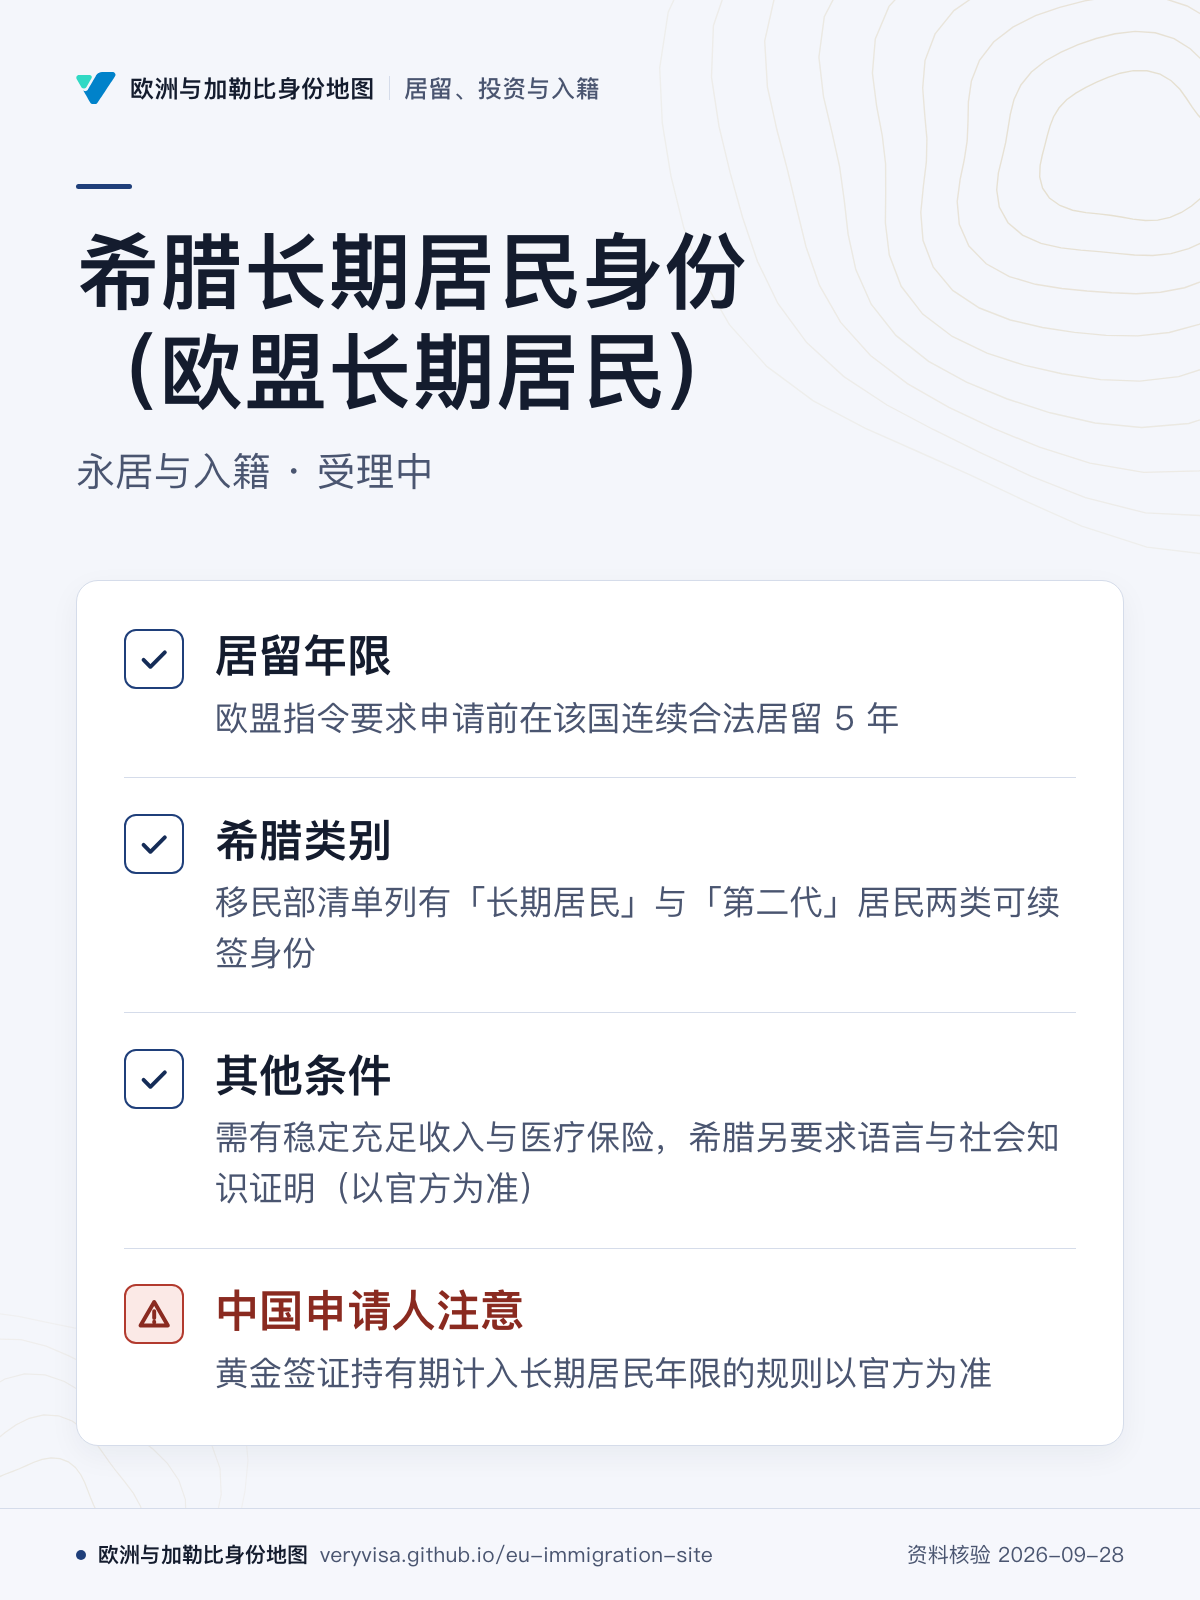 欧洲与加勒比身份地图 居留、投资与入籍
希腊长期居民身份
（欧盟长期居民）
永居与入籍 · 受理中
居留年限
欧盟指令要求申请前在该国连续合法居留 5 年
希腊类别
移民部清单列有「长期居民」与「第二代」居民两类可续
签身份
其他条件
需有稳定充足收入与医疗保险，希腊另要求语言与社会知
识证明（以官方为准）
中国申请人注意
黄金签证持有期计入长期居民年限的规则以官方为准
欧洲与加勒比身份地图 veryvisa.github.io/eu-immigration-site 资料核验 2026-09-28